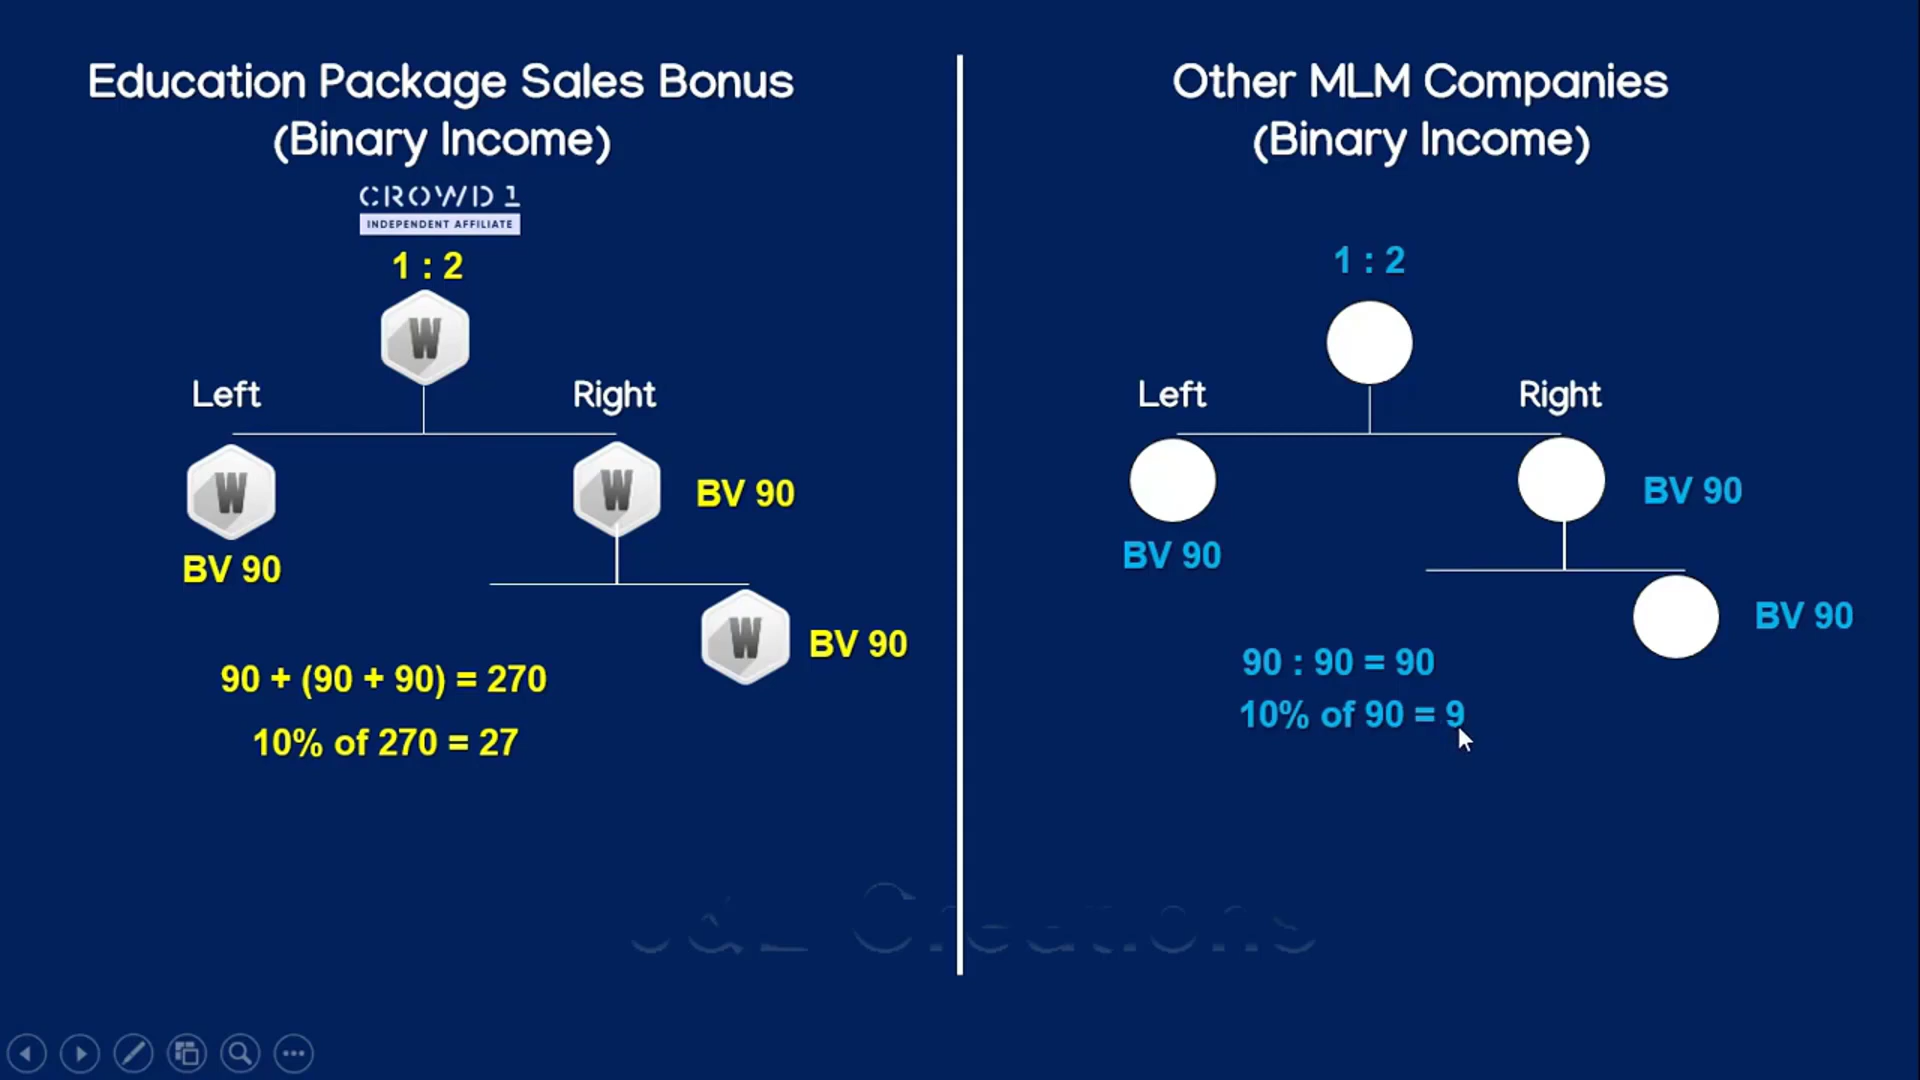 Education Package Sales Bonus
(Binary Income)
CROWD 1
INDEPENDENT AFFILIATE
1 : 2
W
Left
Right
W
W
BV 90
BV 90
W
BV 90
90 + (90 + 90) = 270
10% of 270 = 27
Other MLM Companies
(Binary Income)
1 : 2
Left
Right
BV 90
BV 90
BV 90
90 : 90 = 90
10% of 90 = 9
Creations